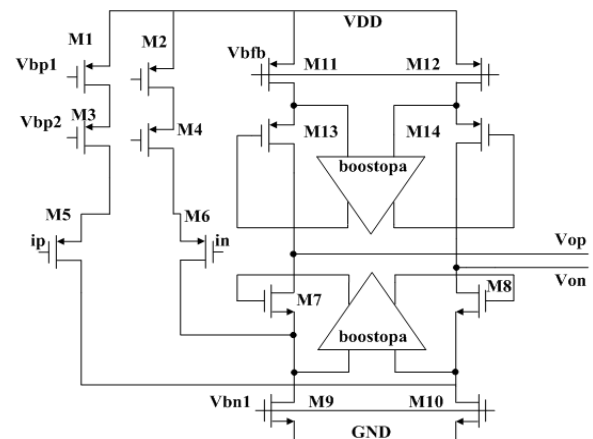 M1
M2
VDD
Vbp1
Vbfb
M11
M12
Vbp2
M3
M4
M13
M14
boostopa
M5
M6
ip
in
Vop
Von
M7
M8
boostopa
Vbn1
M9
M10
GND